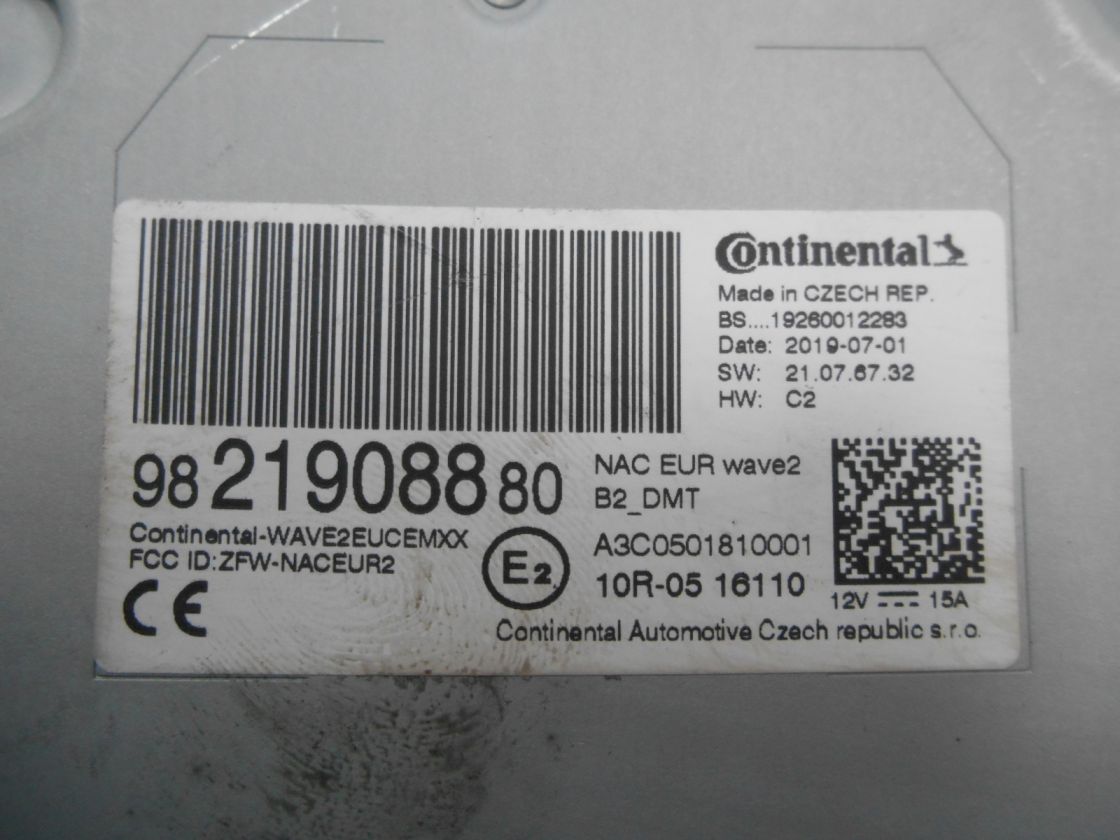 Continental
Made in CZECH REP.
BS....19260012283
Date: 2019-07-01
SW: 21.07.67.32
HW: C2
98 219088 80
NAC EUR wave2
B2_DMT
Continental-WAVE2EUCEMXX
FCC ID:ZFW-NACEUR2
E2
A3C0501810001
10R-05 16110
12V 15A
CE
Continental Automotive Czech republic s.r.o.